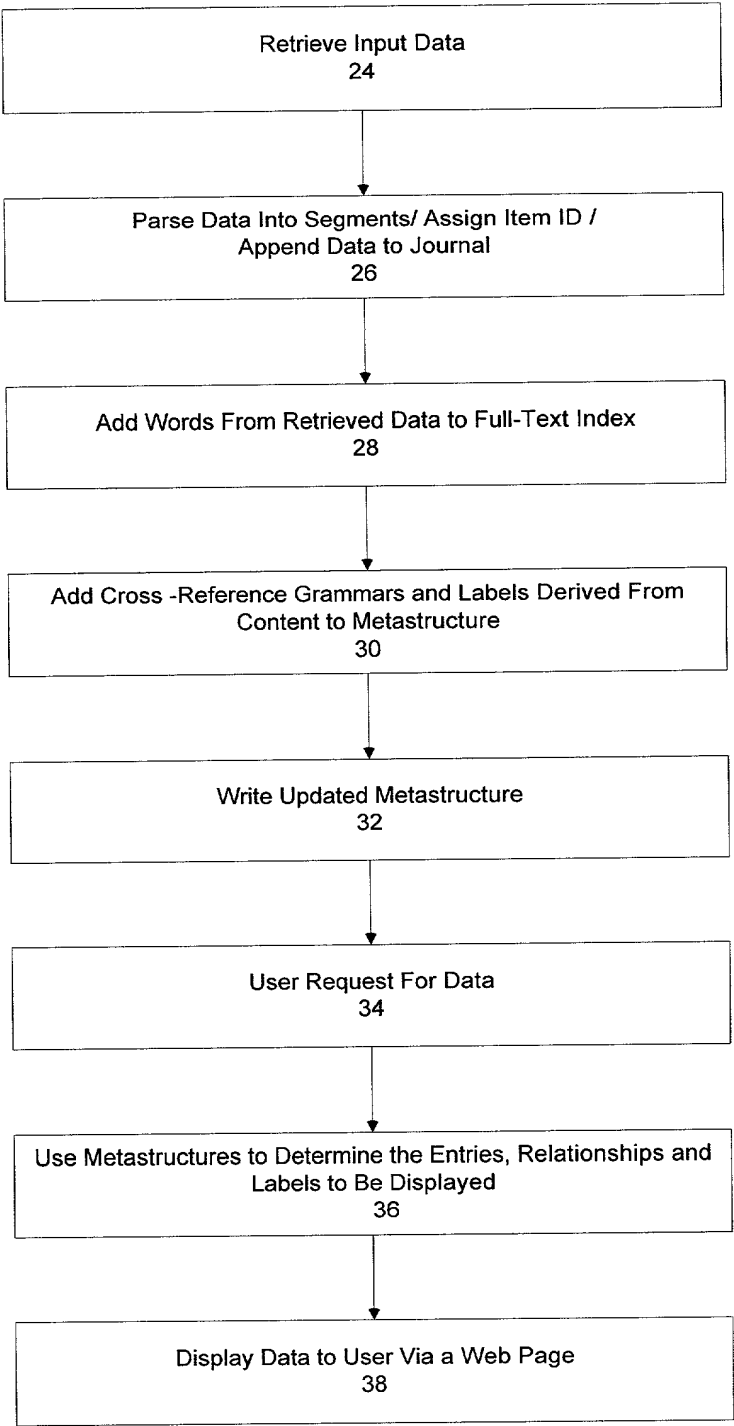 Retrieve Input Data
24
Parse Data Into Segments/ Assign Item ID /
Append Data to Journal
26
Add Words From Retrieved Data to Full-Text Index
28
Add Cross -Reference Grammars and Labels Derived From
Content to Metastructure
30
Write Updated Metastructure
32
User Request For Data
34
Use Metastructures to Determine the Entries, Relationships and
Labels to Be Displayed
36
Display Data to User Via a Web Page
38